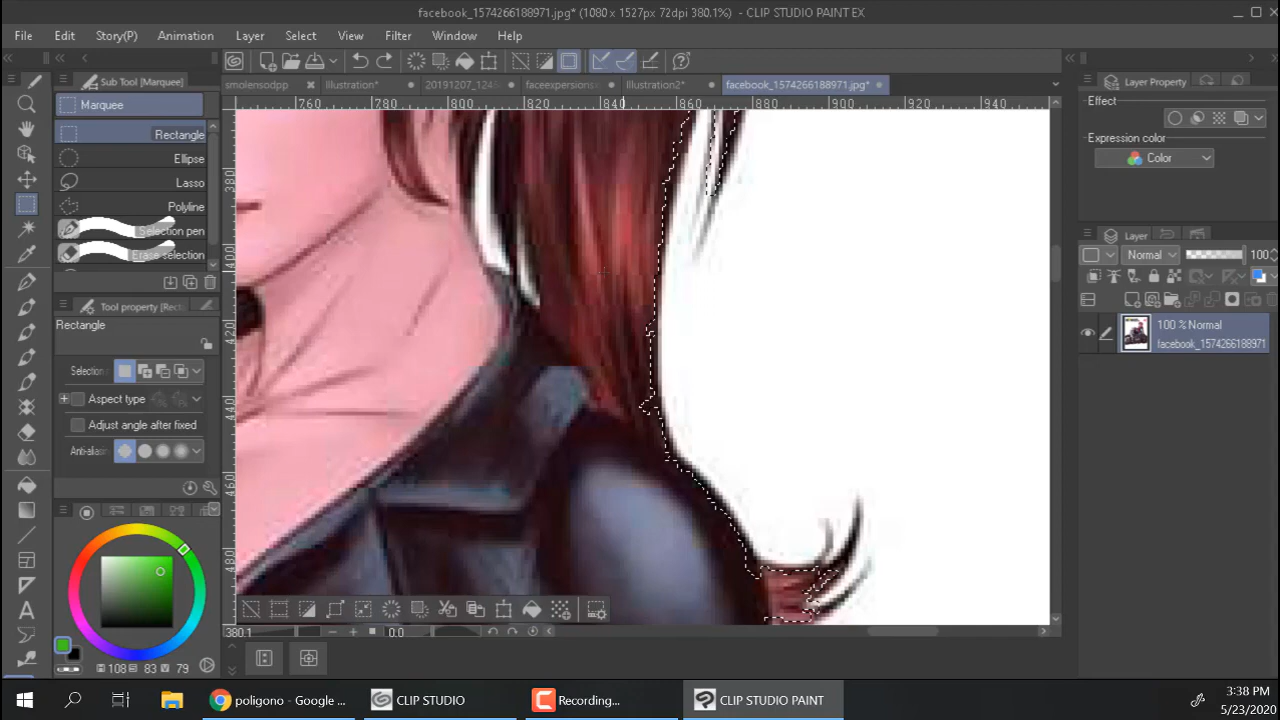 facebook_1574266188971.jpg* (1080 x 1527px 72dpi 380.1%) - CLIP STUDIO PAINT EX
File Edit Story(P) Animation Layer Select View Filter Window Help
smolensodpp Illustration* faceexpersions Illustration2* facebook_1574266188971.jpg*
Sub Tool [Marquee]
Marquee
Rectangle
Ellipse
Lasso
Polyline
Selection pen
Erase selection
Tool property [Recta
Rectangle
Selection
Aspect type
Adjust angle after fixed
Anti-alias
108 83 79
760 780 800 820 840 860 880 900 920 940
380
400
420
440
460
480
380.1 0.0
Layer Property
Effect
Expression color
Color
Layer
Normal 100
100 % Normal
facebook_1574266188971.jpg
poligono - Google ... CLIP STUDIO Recording... CLIP STUDIO PAINT
3:38 PM
5/23/2020